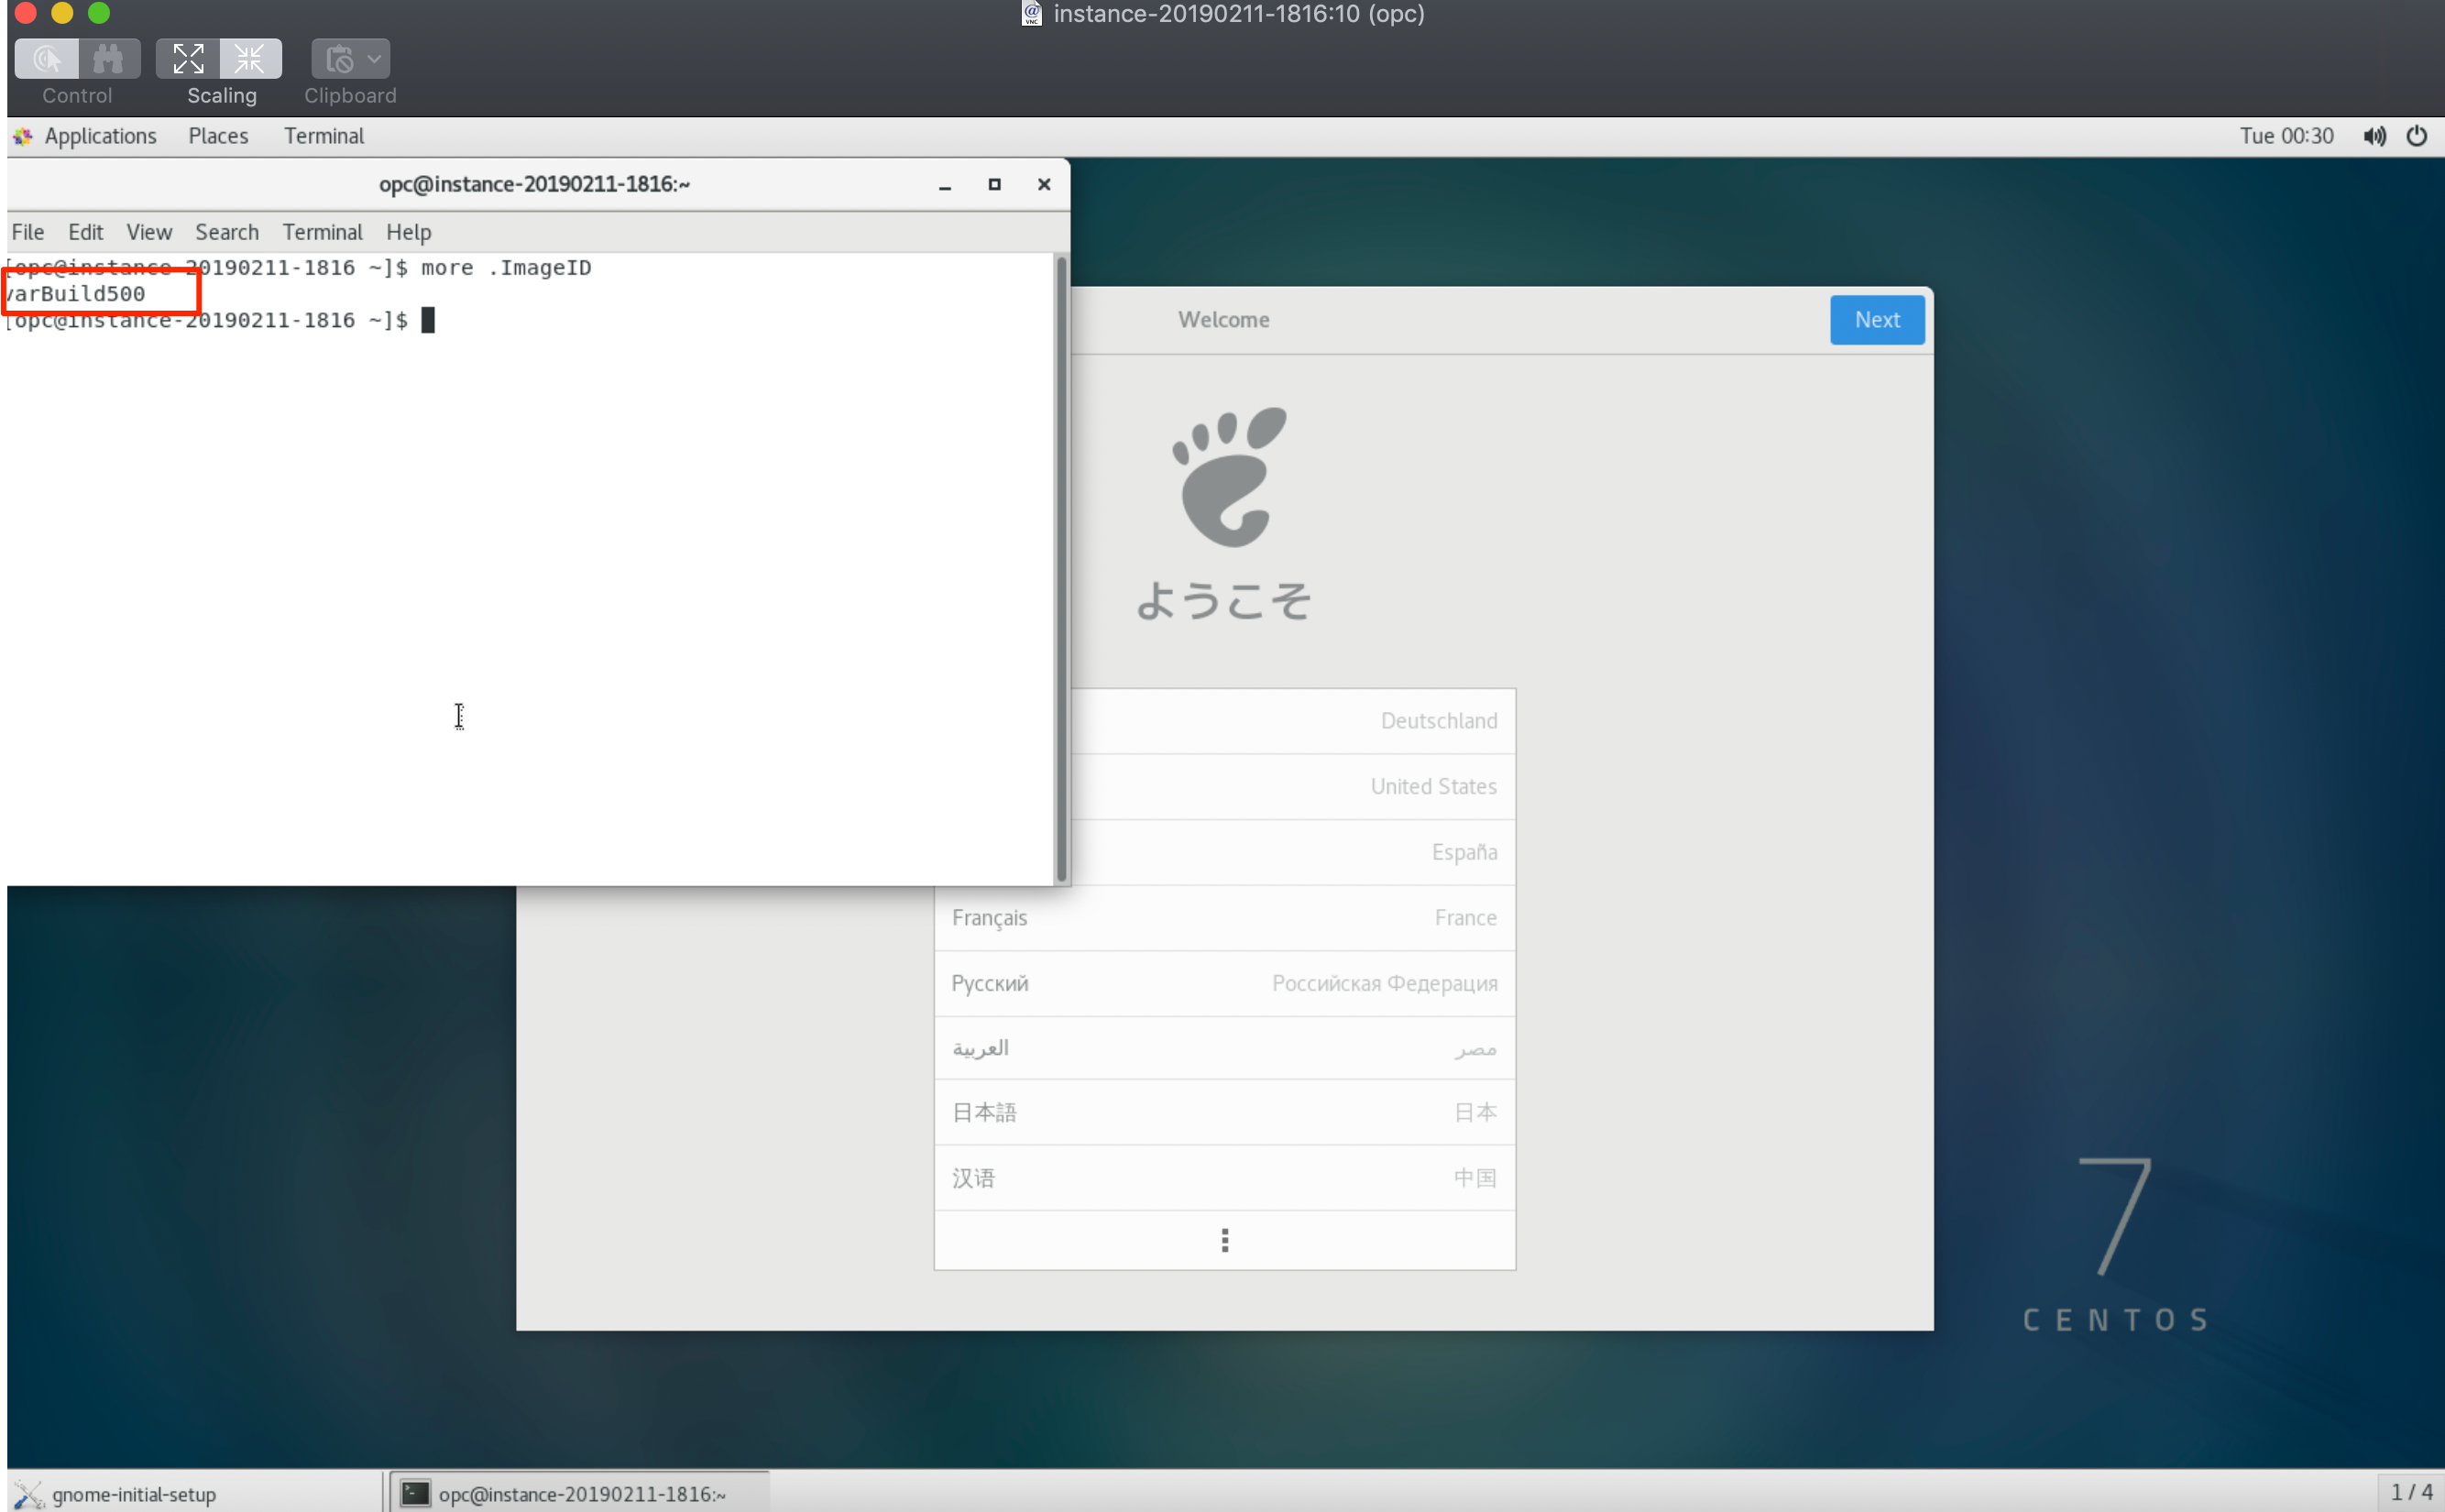 instance-20190211-1816:10 (opc)
Control
Scaling
Clipboard
Applications Places Terminal
Tue 00:30
opc@instance-20190211-1816:~
File Edit View Search Terminal Help
[opc@instance-20190211-1816 ~]$ more .ImageID
varBuild500
[opc@instance-20190211-1816 ~]$
Welcome
Next
ようこそ
Deutschland
United States
España
Français France
Русский Российская Федерация
العربية مصر
日本語 日本
汉语 中国
7
CENTOS
gnome-initial-setup
opc@instance-20190211-1816:~
1 / 4